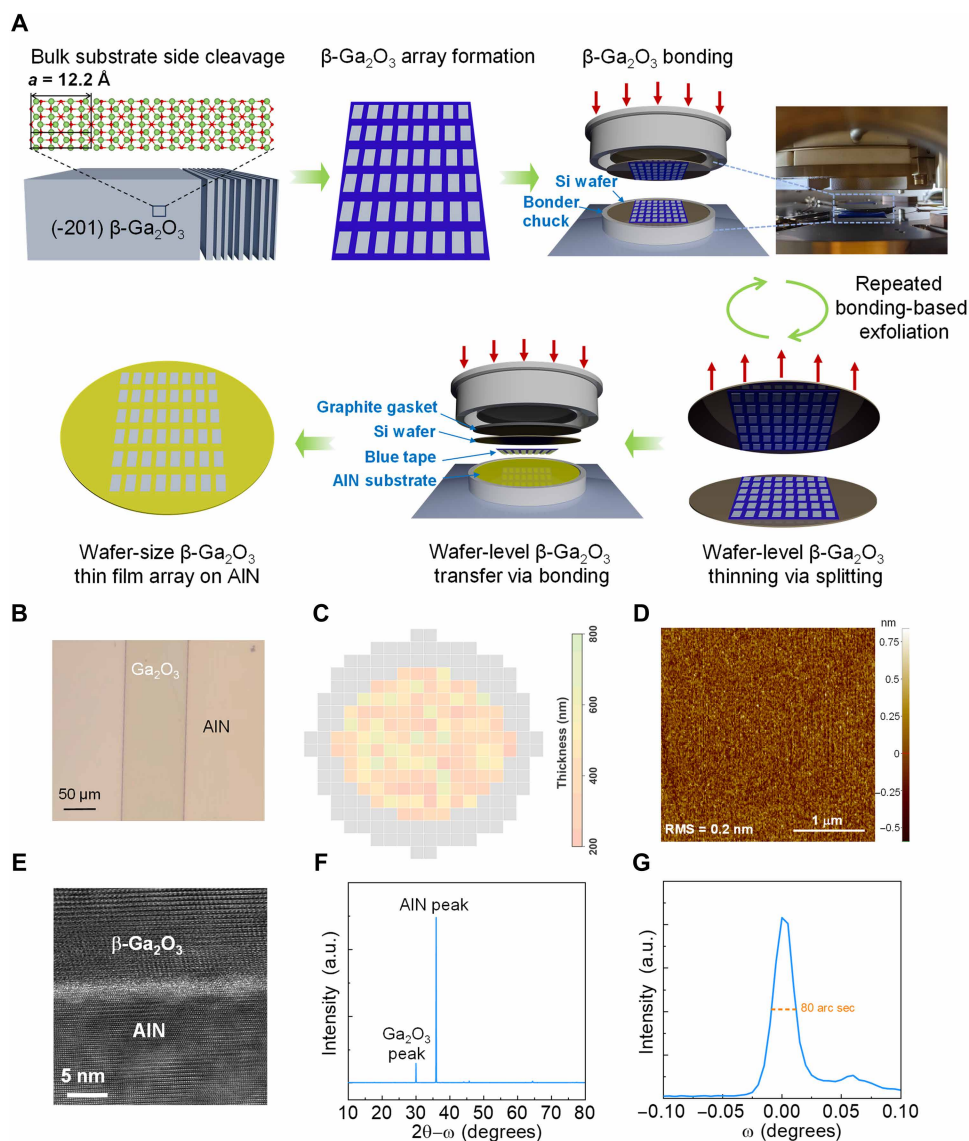 A
Bulk substrate side cleavage
a = 12.2 Å
(-201) β-Ga₂O₃
β-Ga₂O₃ array formation
β-Ga₂O₃ bonding
Si wafer
Bonder
chuck
Repeated
bonding-based
exfoliation
Graphite gasket
Si wafer
Blue tape
AlN substrate
Wafer-size β-Ga₂O₃
thin film array on AlN
Wafer-level β-Ga₂O₃
transfer via bonding
Wafer-level β-Ga₂O₃
thinning via splitting
B
Ga₂O₃
AlN
50 μm
C
800
600
400
200
Thickness (nm)
D
nm
0.75
0.25
0
−0.25
−0.5
RMS = 0.2 nm
1 μm
E
β-Ga₂O₃
AlN
5 nm
F
AlN peak
Ga₂O₃
peak
Intensity (a.u.)
10 20 30 40 50 60 70 80
2θ–ω (degrees)
G
80 arc sec
Intensity (a.u.)
−0.10 −0.05 0.00 0.05 0.10
ω (degrees)